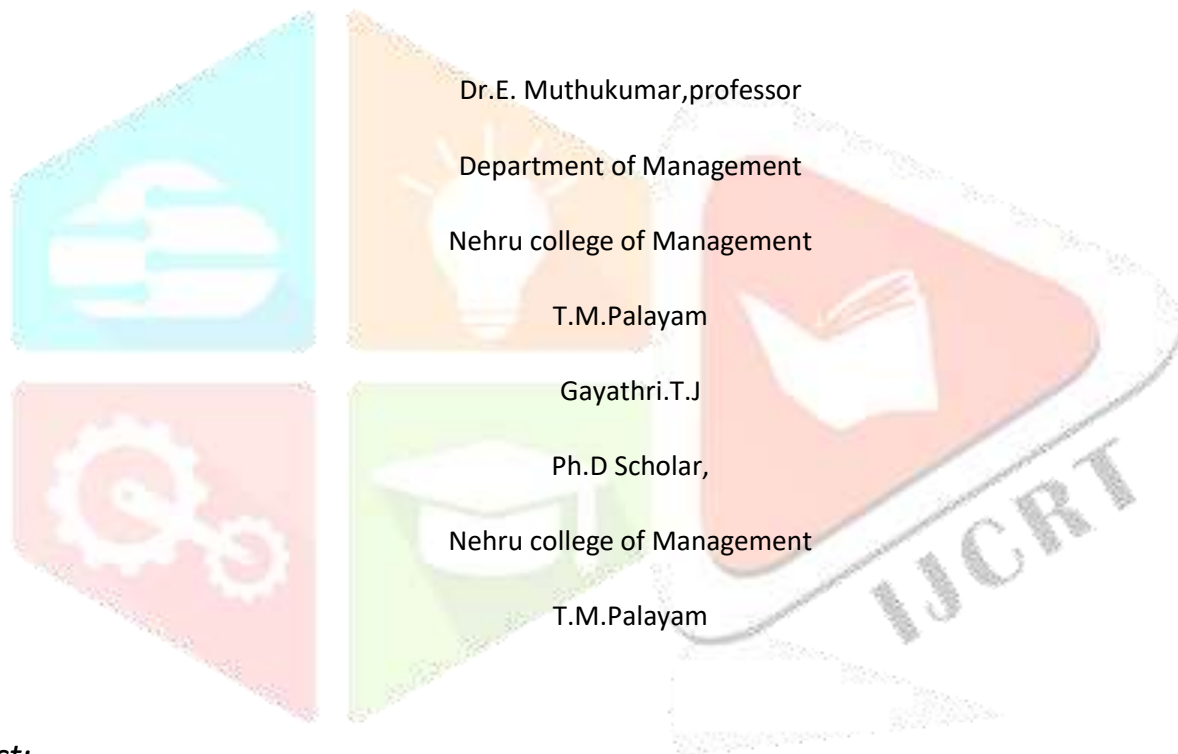 Dr.E. Muthukumar,professor
Department of Management
Nehru college of Management
T.M.Palayam
Gayathri.T.J
Ph.D Scholar,
Nehru college of Management
T.M.Palayam
IJCRT